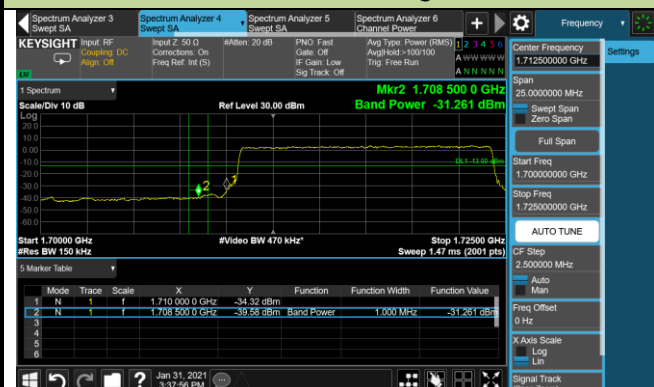 Spectrum Analyzer 3
Swept SA
Spectrum Analyzer 4
Swept SA
Spectrum Analyzer 5
Swept SA
Spectrum Analyzer 6
Channel Power
+
Frequency
KEYSIGHT
Input: RF
Coupling: DC
Align: Off
Input Z: 50 Ω
Corrections: On
Freq Ref: Int (S)
#Atten: 20 dB
PNO: Fast
Gate: Off
IF Gain: Low
Sig Track: Off
Avg Type: Power (RMS)
Avg|Hold:>100/100
Trig: Free Run
1 2 3 4 5 6
A W W W W W
A N N N N N
Settings
Center Frequency
1.712500000 GHz
Span
25.0000000 MHz
Swept Span
Zero Span
Full Span
Start Freq
1.700000000 GHz
Stop Freq
1.725000000 GHz
AUTO TUNE
CF Step
2.500000 MHz
Auto
Man
Freq Offset
0 Hz
X Axis Scale
Log
Lin
Signal Track
1 Spectrum
Mkr2 1.708 500 0 GHz
Scale/Div 10 dB
Ref Level 30.00 dBm
Band Power -31.261 dBm
Log
20.0
10.0
0.00
-10.0
-20.0
-30.0
-40.0
-50.0
-60.0
DL1 -13.00 dBm
2
1
Start 1.70000 GHz
#Video BW 470 kHz*
Stop 1.72500 GHz
#Res BW 150 kHz
Sweep 1.47 ms (2001 pts)
5 Marker Table
Mode Trace Scale X Y Function Function Width Function Value
1 N 1 f 1.710 000 0 GHz -34.32 dBm
2 N 1 f 1.708 500 0 GHz -39.58 dBm Band Power 1.000 MHz -31.261 dBm
3
4
5
6
?
Jan 31, 2021
3:37:56 PM